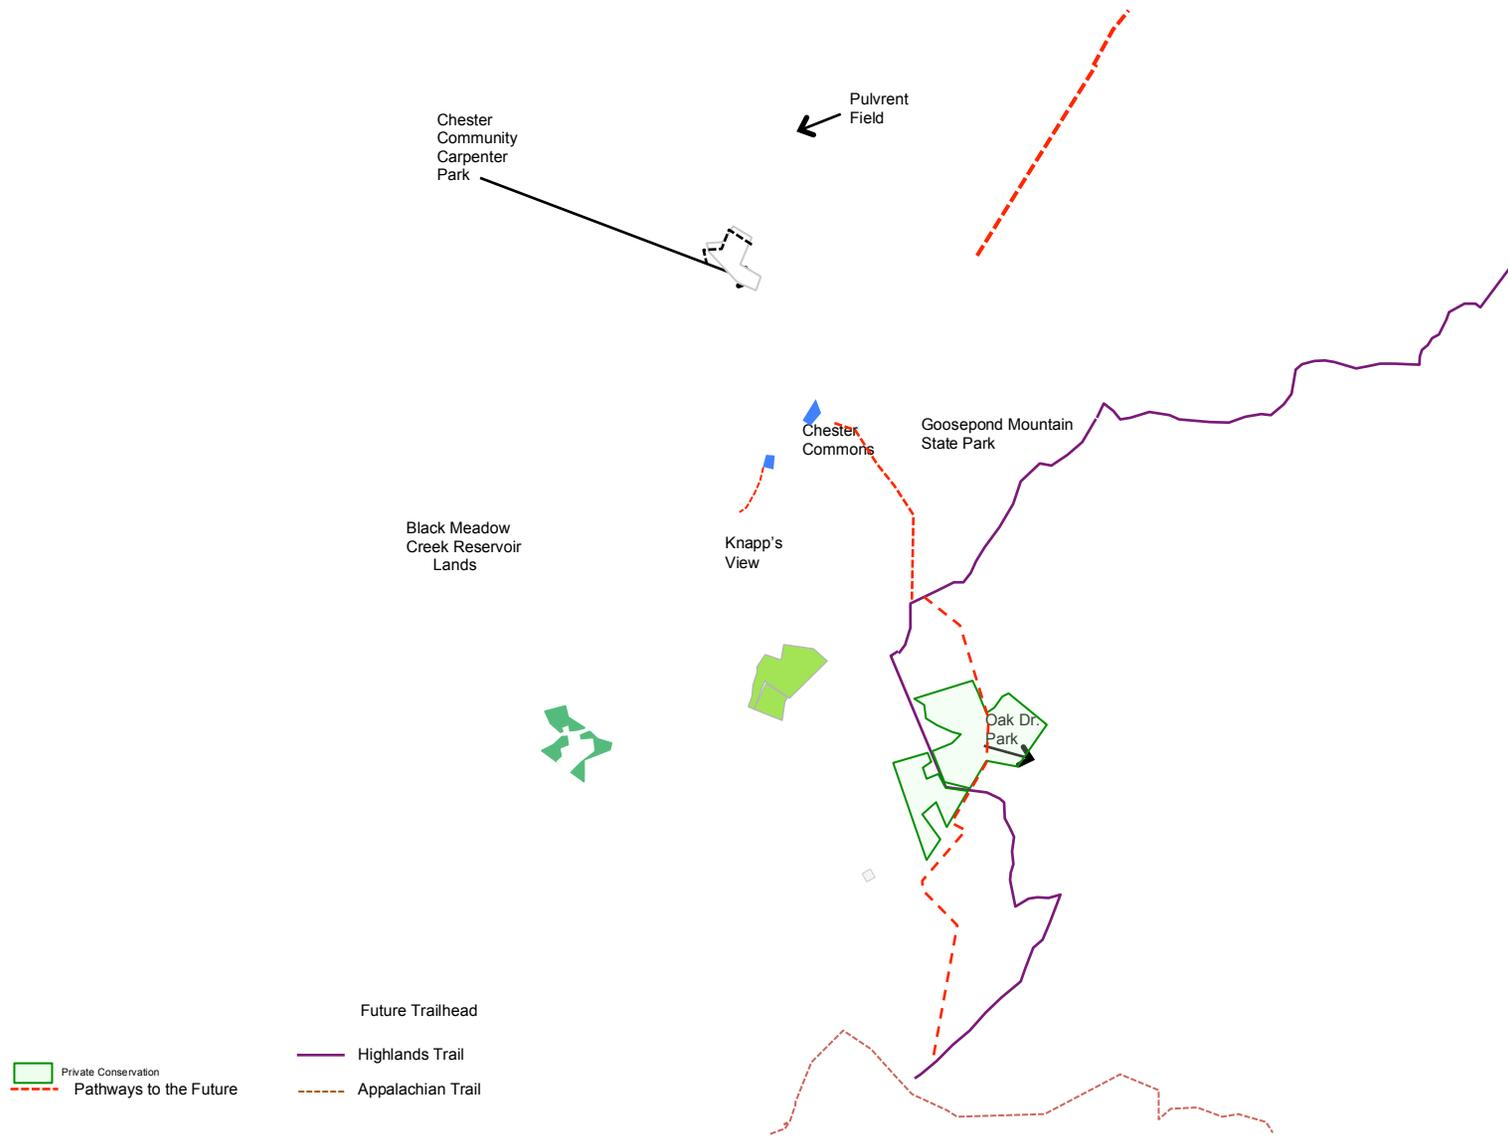 Pulvrent
Field
Chester
Community
Carpenter
Park
Chester
Commons
Goosepond Mountain
State Park
Black Meadow
Creek Reservoir
Lands
Knapp’s
View
Oak Dr.
Park
Future Trailhead
Highlands Trail
Private Conservation
Pathways to the Future
Appalachian Trail